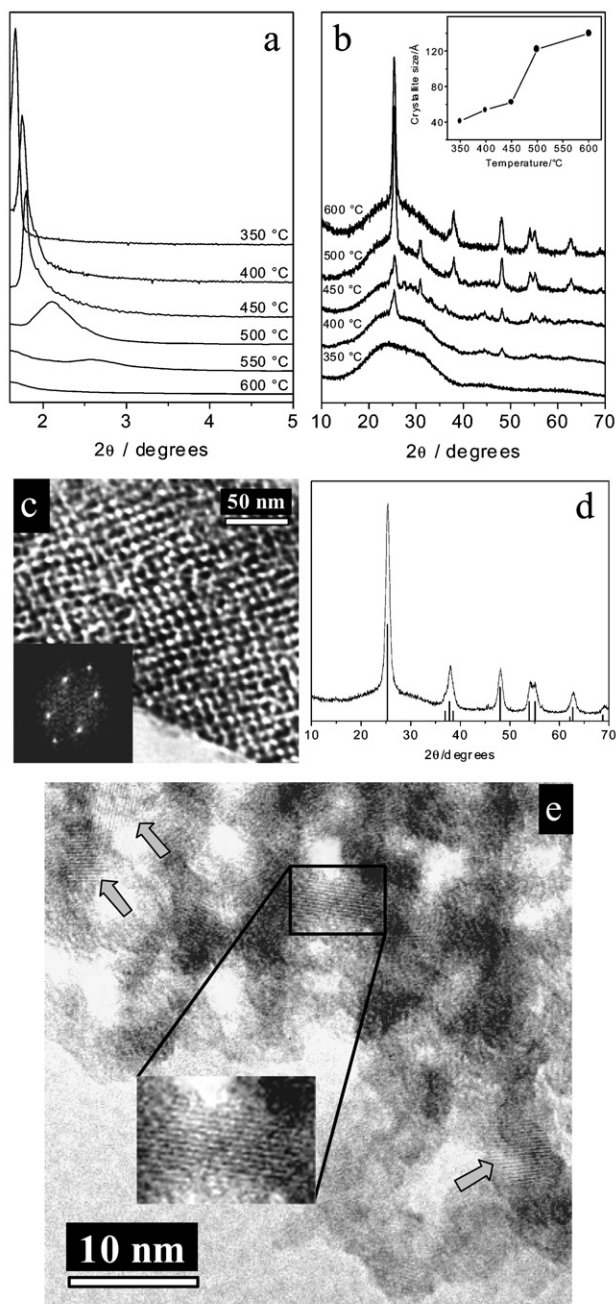 a
350 °C
400 °C
450 °C
500 °C
550 °C
600 °C
2 3 4 5
2θ / degrees
b
Crystallite size/Å
120
80
40
350 400 450 500 550 600
Temperature/°C
600 °C
500 °C
450 °C
400 °C
350 °C
10 20 30 40 50 60 70
2θ / degrees
c
50 nm
d
10 20 30 40 50 60 70
2θ/degrees
e
10 nm